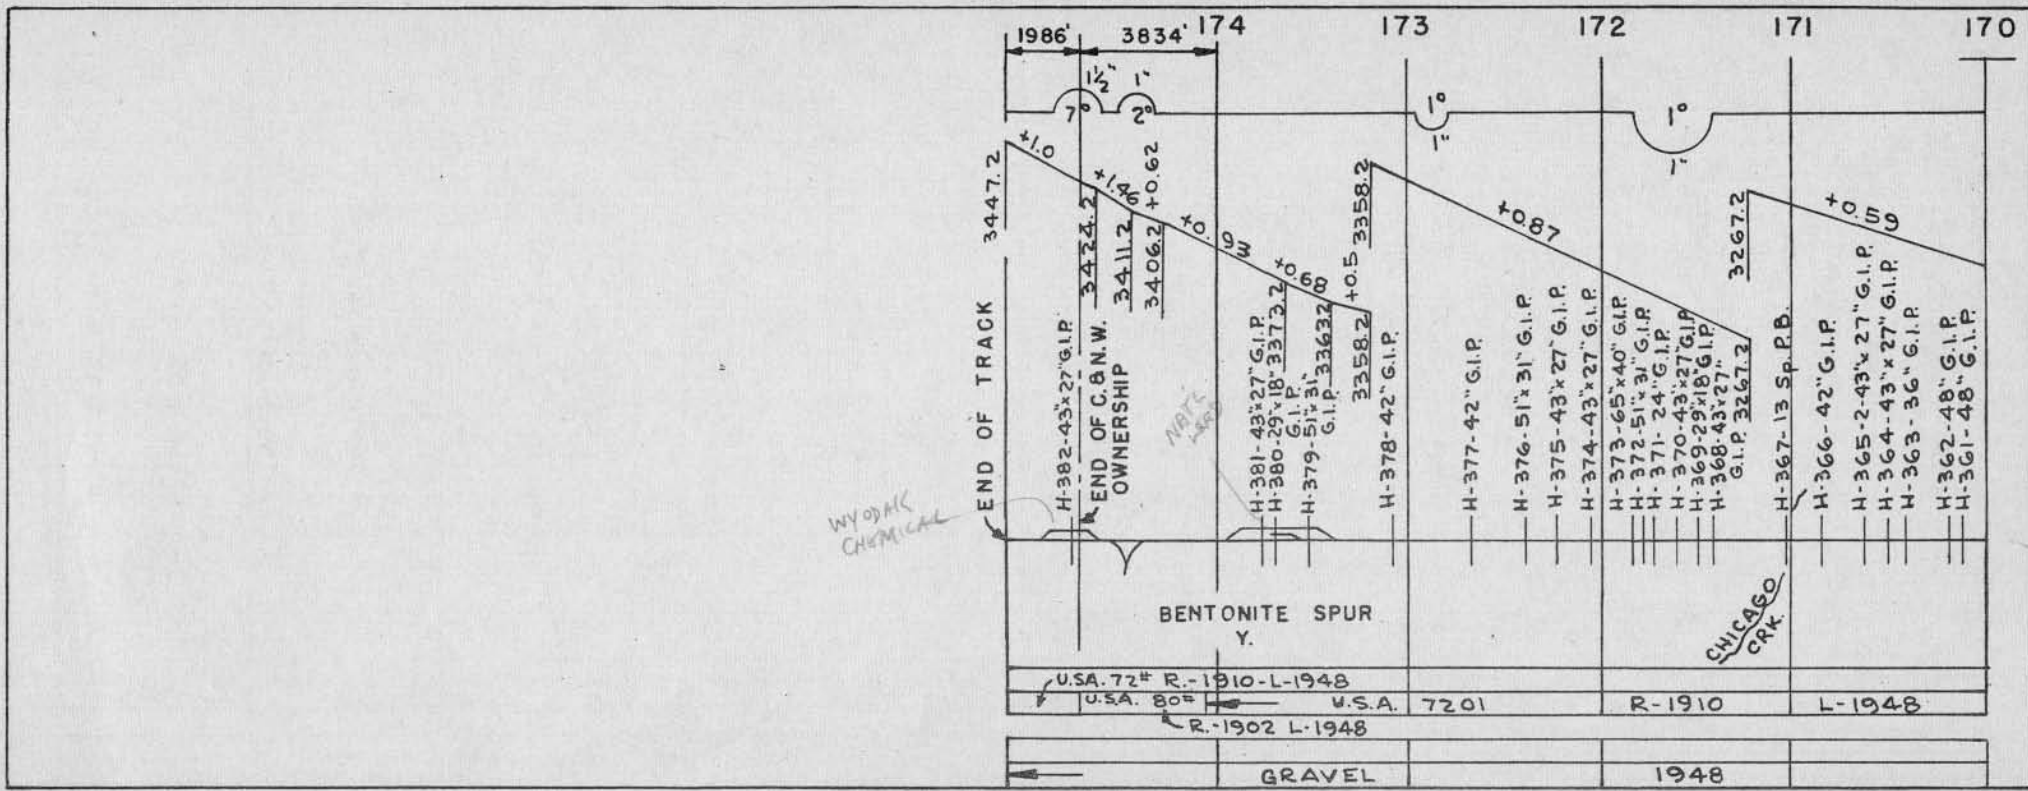 174 173 172 171 170
1986' 3834'
1½" 1"
7° 2°
1°
1"
1°
1"
+1.0
+1.46
+0.62
+0.93
+0.68
+0.5
+0.87
+0.59
3447.2
3424.2
3411.2
3406.2
3373.2
3363.2
3358.2
3358.2
3267.2
3267.2
END OF TRACK
H-382-43"x27"G.I.P.
END OF C.&N.W.
OWNERSHIP
H-381-43"x27"G.I.P.
H-380-29"x18"
G.I.P.
H-379-51"x31"
G.I.P.
H-378-42"G.I.P.
H-377-42"G.I.P.
H-376-51"x31"G.I.P.
H-375-43"x27"G.I.P.
H-374-43"x27"G.I.P.
H-373-65"x40"G.I.P.
H-372-51"x31"G.I.P.
H-371-24"G.I.P.
H-370-43"x27"G.I.P.
H-369-29"x18"G.I.P.
H-368-43"x27"
G.I.P.
H-367-13 Sp.P.B.
H-366-42"G.I.P.
H-365-2-43"x27"G.I.P.
H-364-43"x27"G.I.P.
H-363-36"G.I.P.
H-362-48"G.I.P.
H-361-48"G.I.P.
WYODAK
CHEMICAL
NAT'L
LEAD
BENTONITE SPUR
Y.
CHICAGO
CRK.
U.S.A. 72# R.-1910-L-1948
U.S.A. 80# U.S.A. 7201 R-1910 L-1948
R.-1902 L-1948
GRAVEL 1948